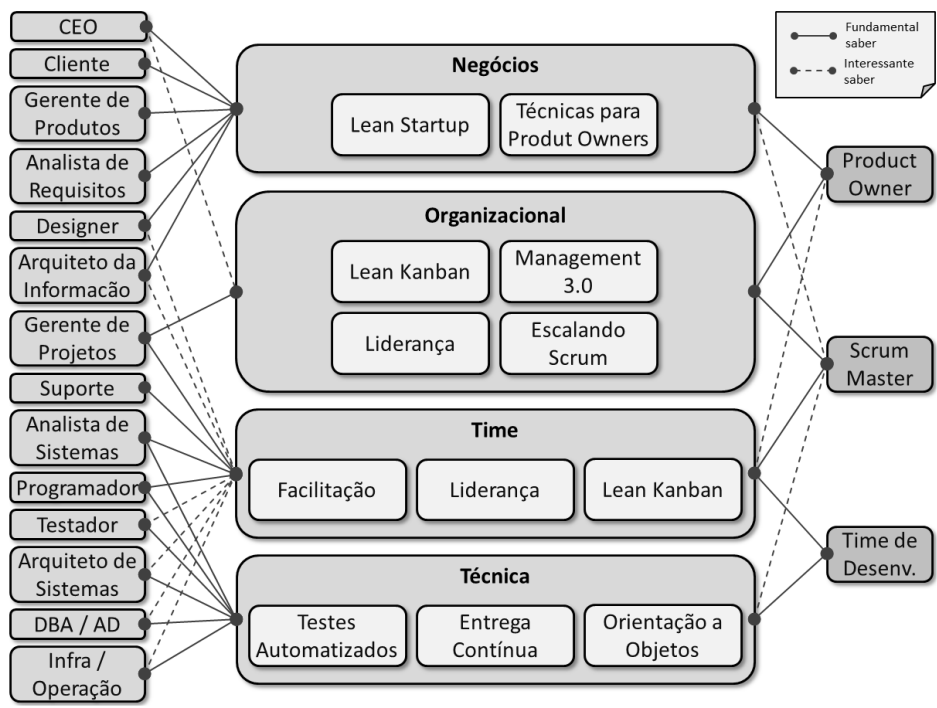 CEO
Cliente
Gerente de
Produtos
Analista de
Requisitos
Designer
Arquiteto da
Informacão
Gerente de
Projetos
Suporte
Analista de
Sistemas
Programador
Testador
Arquiteto de
Sistemas
DBA / AD
Infra /
Operação
Negócios
Lean Startup
Técnicas para
Produt Owners
Organizacional
Lean Kanban
Management
3.0
Liderança
Escalando
Scrum
Time
Facilitação
Liderança
Lean Kanban
Técnica
Testes
Automatizados
Entrega
Contínua
Orientação a
Objetos
Fundamental
saber
Interessante
saber
Product
Owner
Scrum
Master
Time de
Desenv.